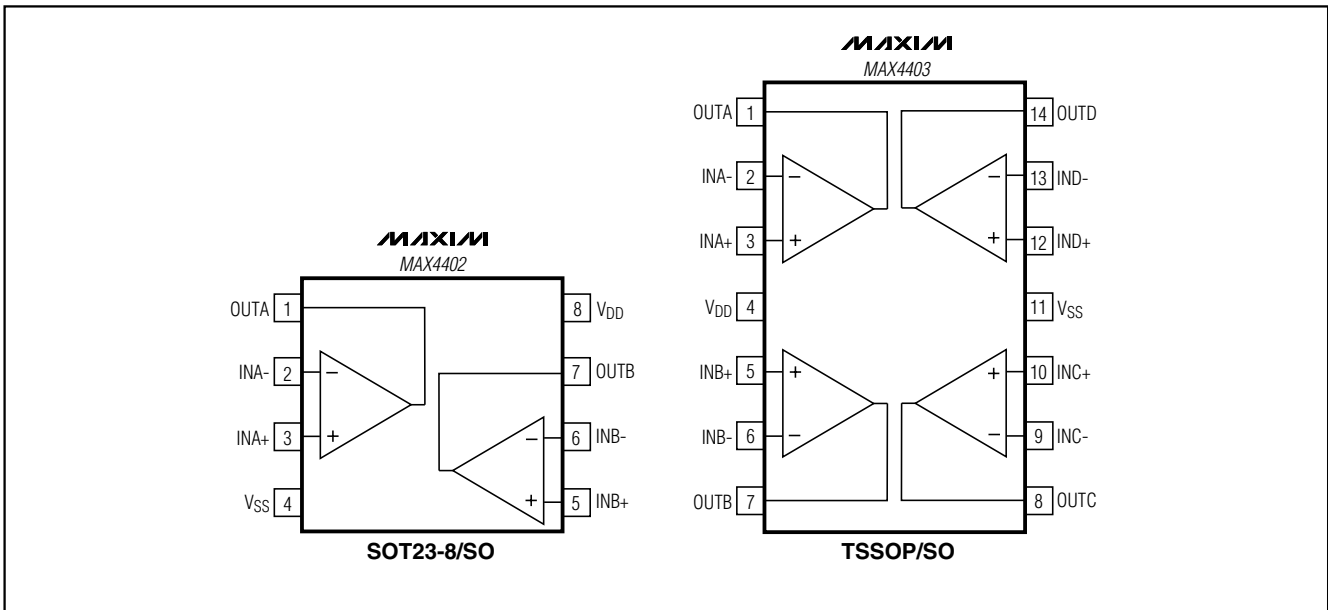 MAXIM
MAX4402
OUTA 1
INA- 2
INA+ 3
VSS 4
8 VDD
7 OUTB
6 INB-
5 INB+
−
+
−
+
SOT23-8/SO
MAXIM
MAX4403
OUTA 1
INA- 2
INA+ 3
VDD 4
INB+ 5
INB- 6
OUTB 7
14 OUTD
13 IND-
12 IND+
11 VSS
10 INC+
9 INC-
8 OUTC
−
+
−
+
+
−
+
−
TSSOP/SO